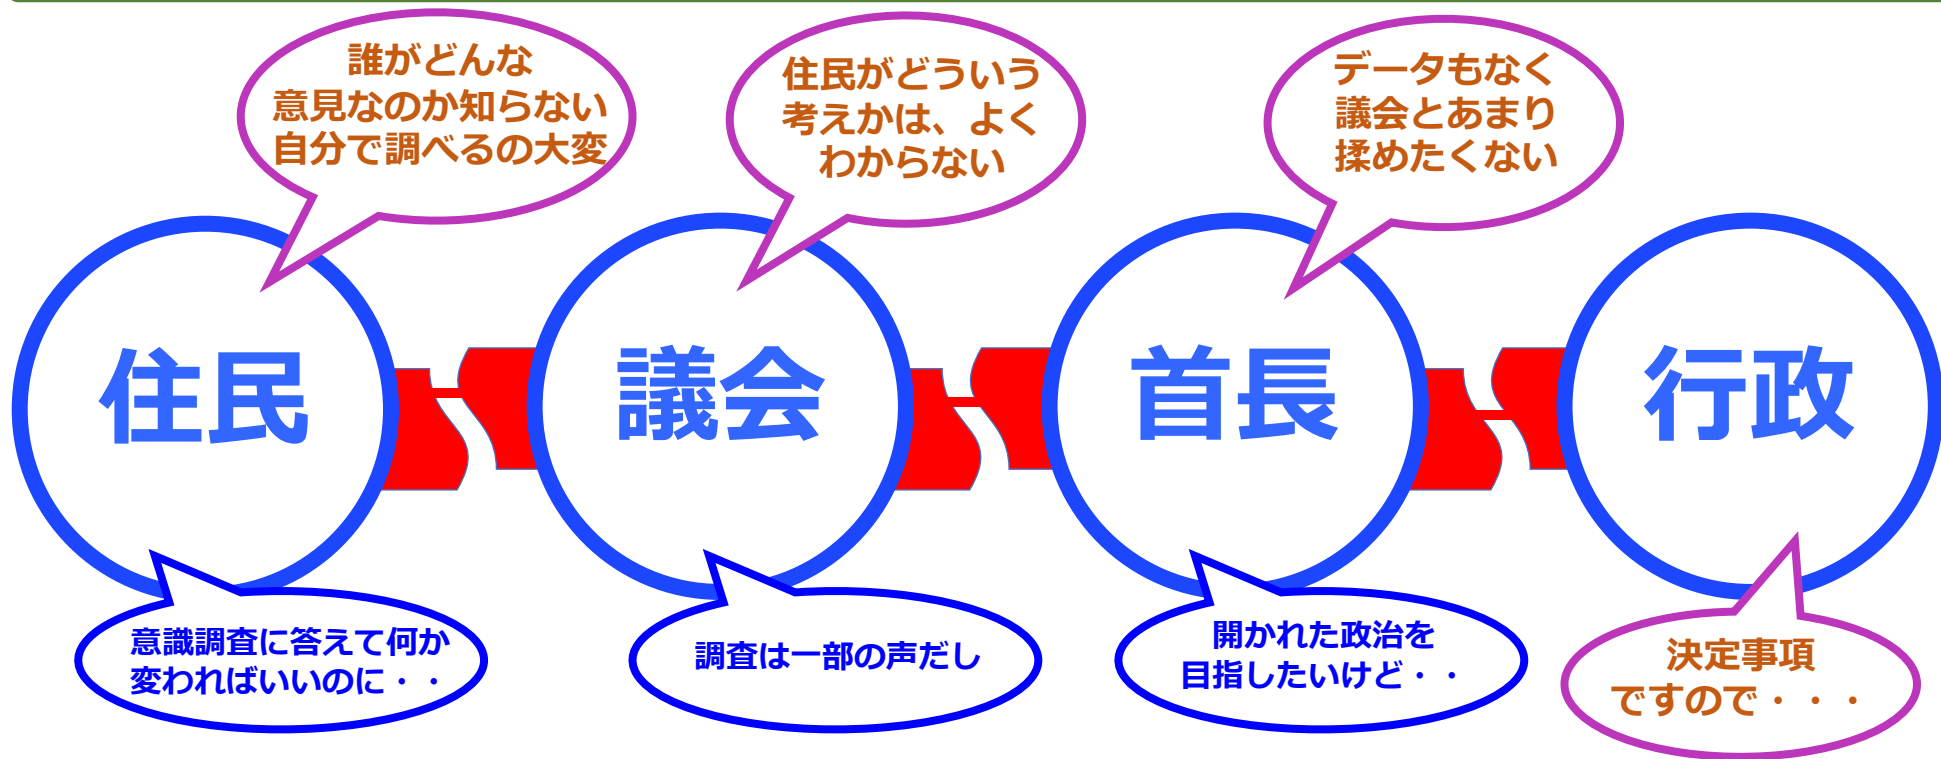 誰がどんな
意見なのか知らない
自分で調べるの大変
住民がどういう
考えかは、よく
わからない
データもなく
議会とあまり
揉めたくない
住民
議会
首長
行政
意識調査に答えて何か
変わればいいのに・・
調査は一部の声だし
開かれた政治を
目指したいけど・・
決定事項
ですので・・・